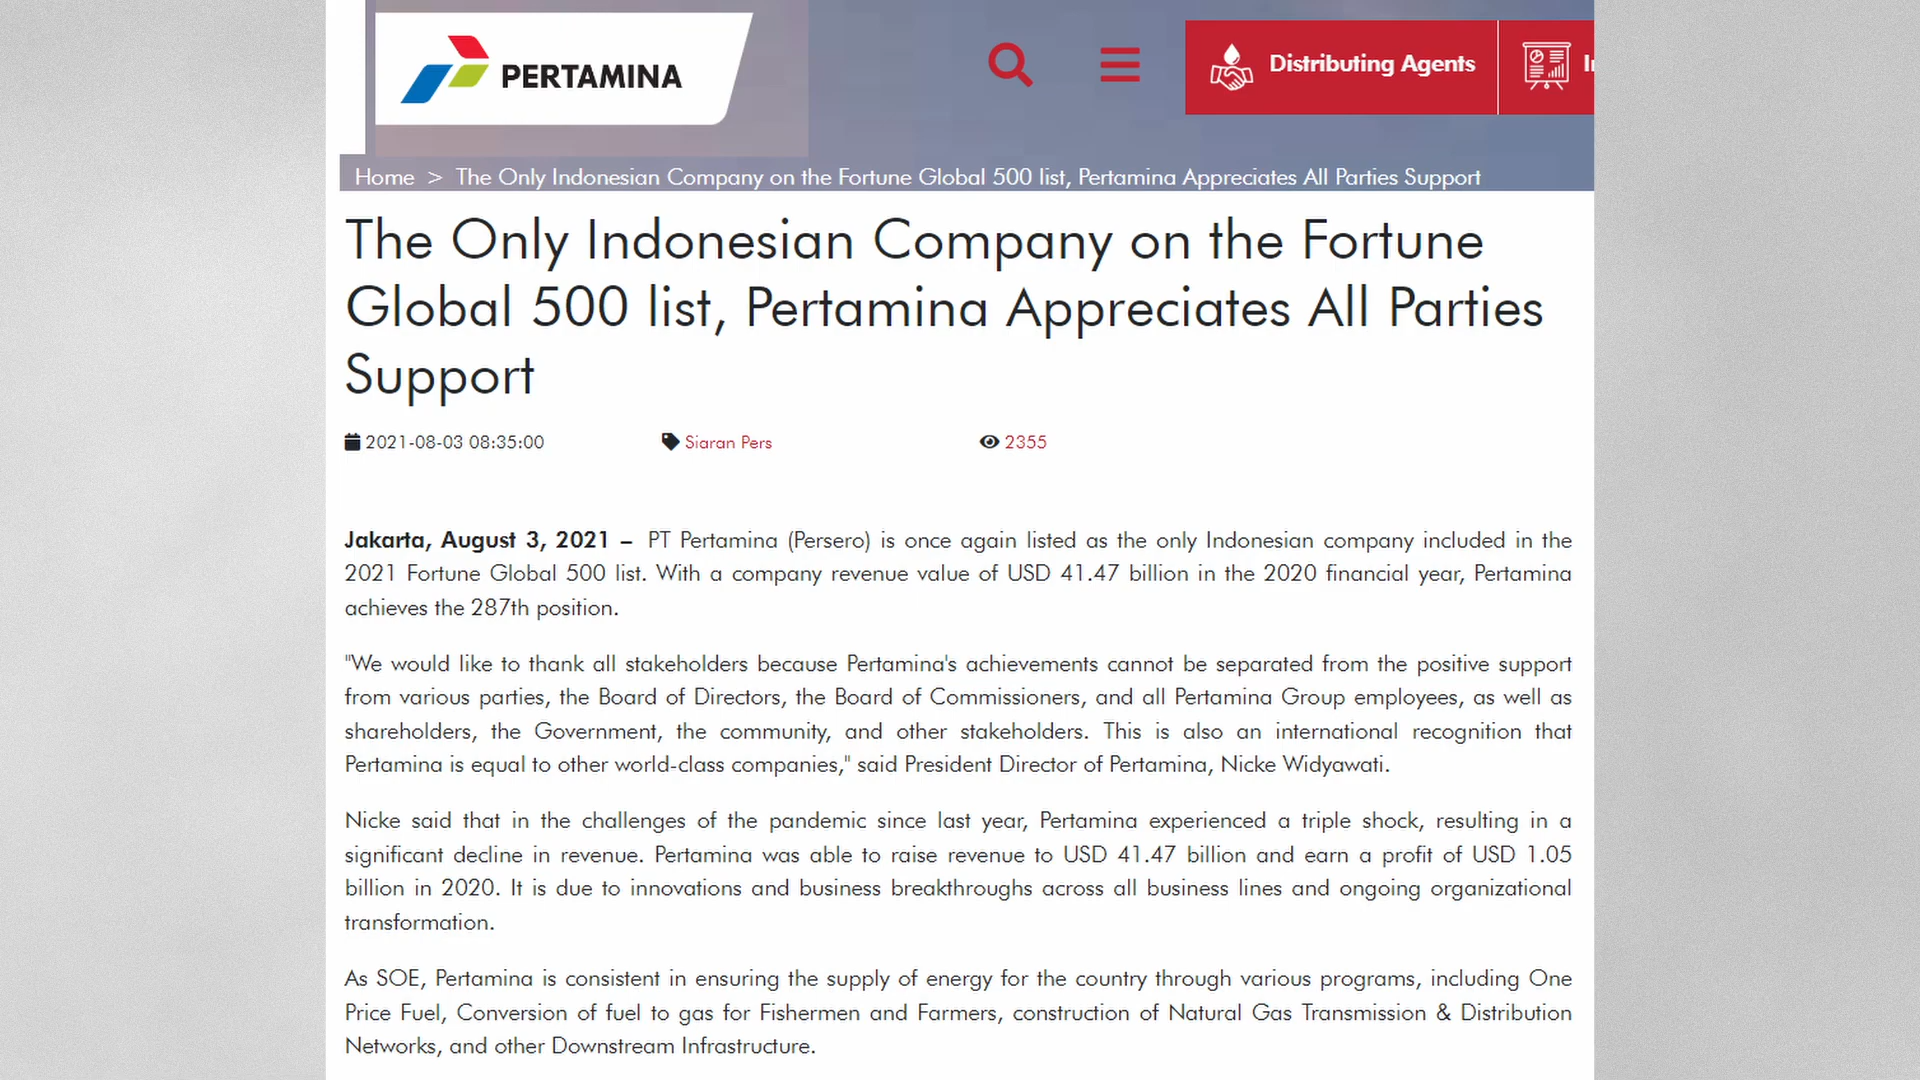 PERTAMINA
Distributing Agents
Home > The Only Indonesian Company on the Fortune Global 500 list, Pertamina Appreciates All Parties Support
The Only Indonesian Company on the Fortune
Global 500 list, Pertamina Appreciates All Parties
Support
2021-08-03 08:35:00
Siaran Pers
2355
Jakarta, August 3, 2021 – PT Pertamina (Persero) is once again listed as the only Indonesian company included in the
2021 Fortune Global 500 list. With a company revenue value of USD 41.47 billion in the 2020 financial year, Pertamina
achieves the 287th position.
"We would like to thank all stakeholders because Pertamina's achievements cannot be separated from the positive support
from various parties, the Board of Directors, the Board of Commissioners, and all Pertamina Group employees, as well as
shareholders, the Government, the community, and other stakeholders. This is also an international recognition that
Pertamina is equal to other world-class companies," said President Director of Pertamina, Nicke Widyawati.
Nicke said that in the challenges of the pandemic since last year, Pertamina experienced a triple shock, resulting in a
significant decline in revenue. Pertamina was able to raise revenue to USD 41.47 billion and earn a profit of USD 1.05
billion in 2020. It is due to innovations and business breakthroughs across all business lines and ongoing organizational
transformation.
As SOE, Pertamina is consistent in ensuring the supply of energy for the country through various programs, including One
Price Fuel, Conversion of fuel to gas for Fishermen and Farmers, construction of Natural Gas Transmission & Distribution
Networks, and other Downstream Infrastructure.